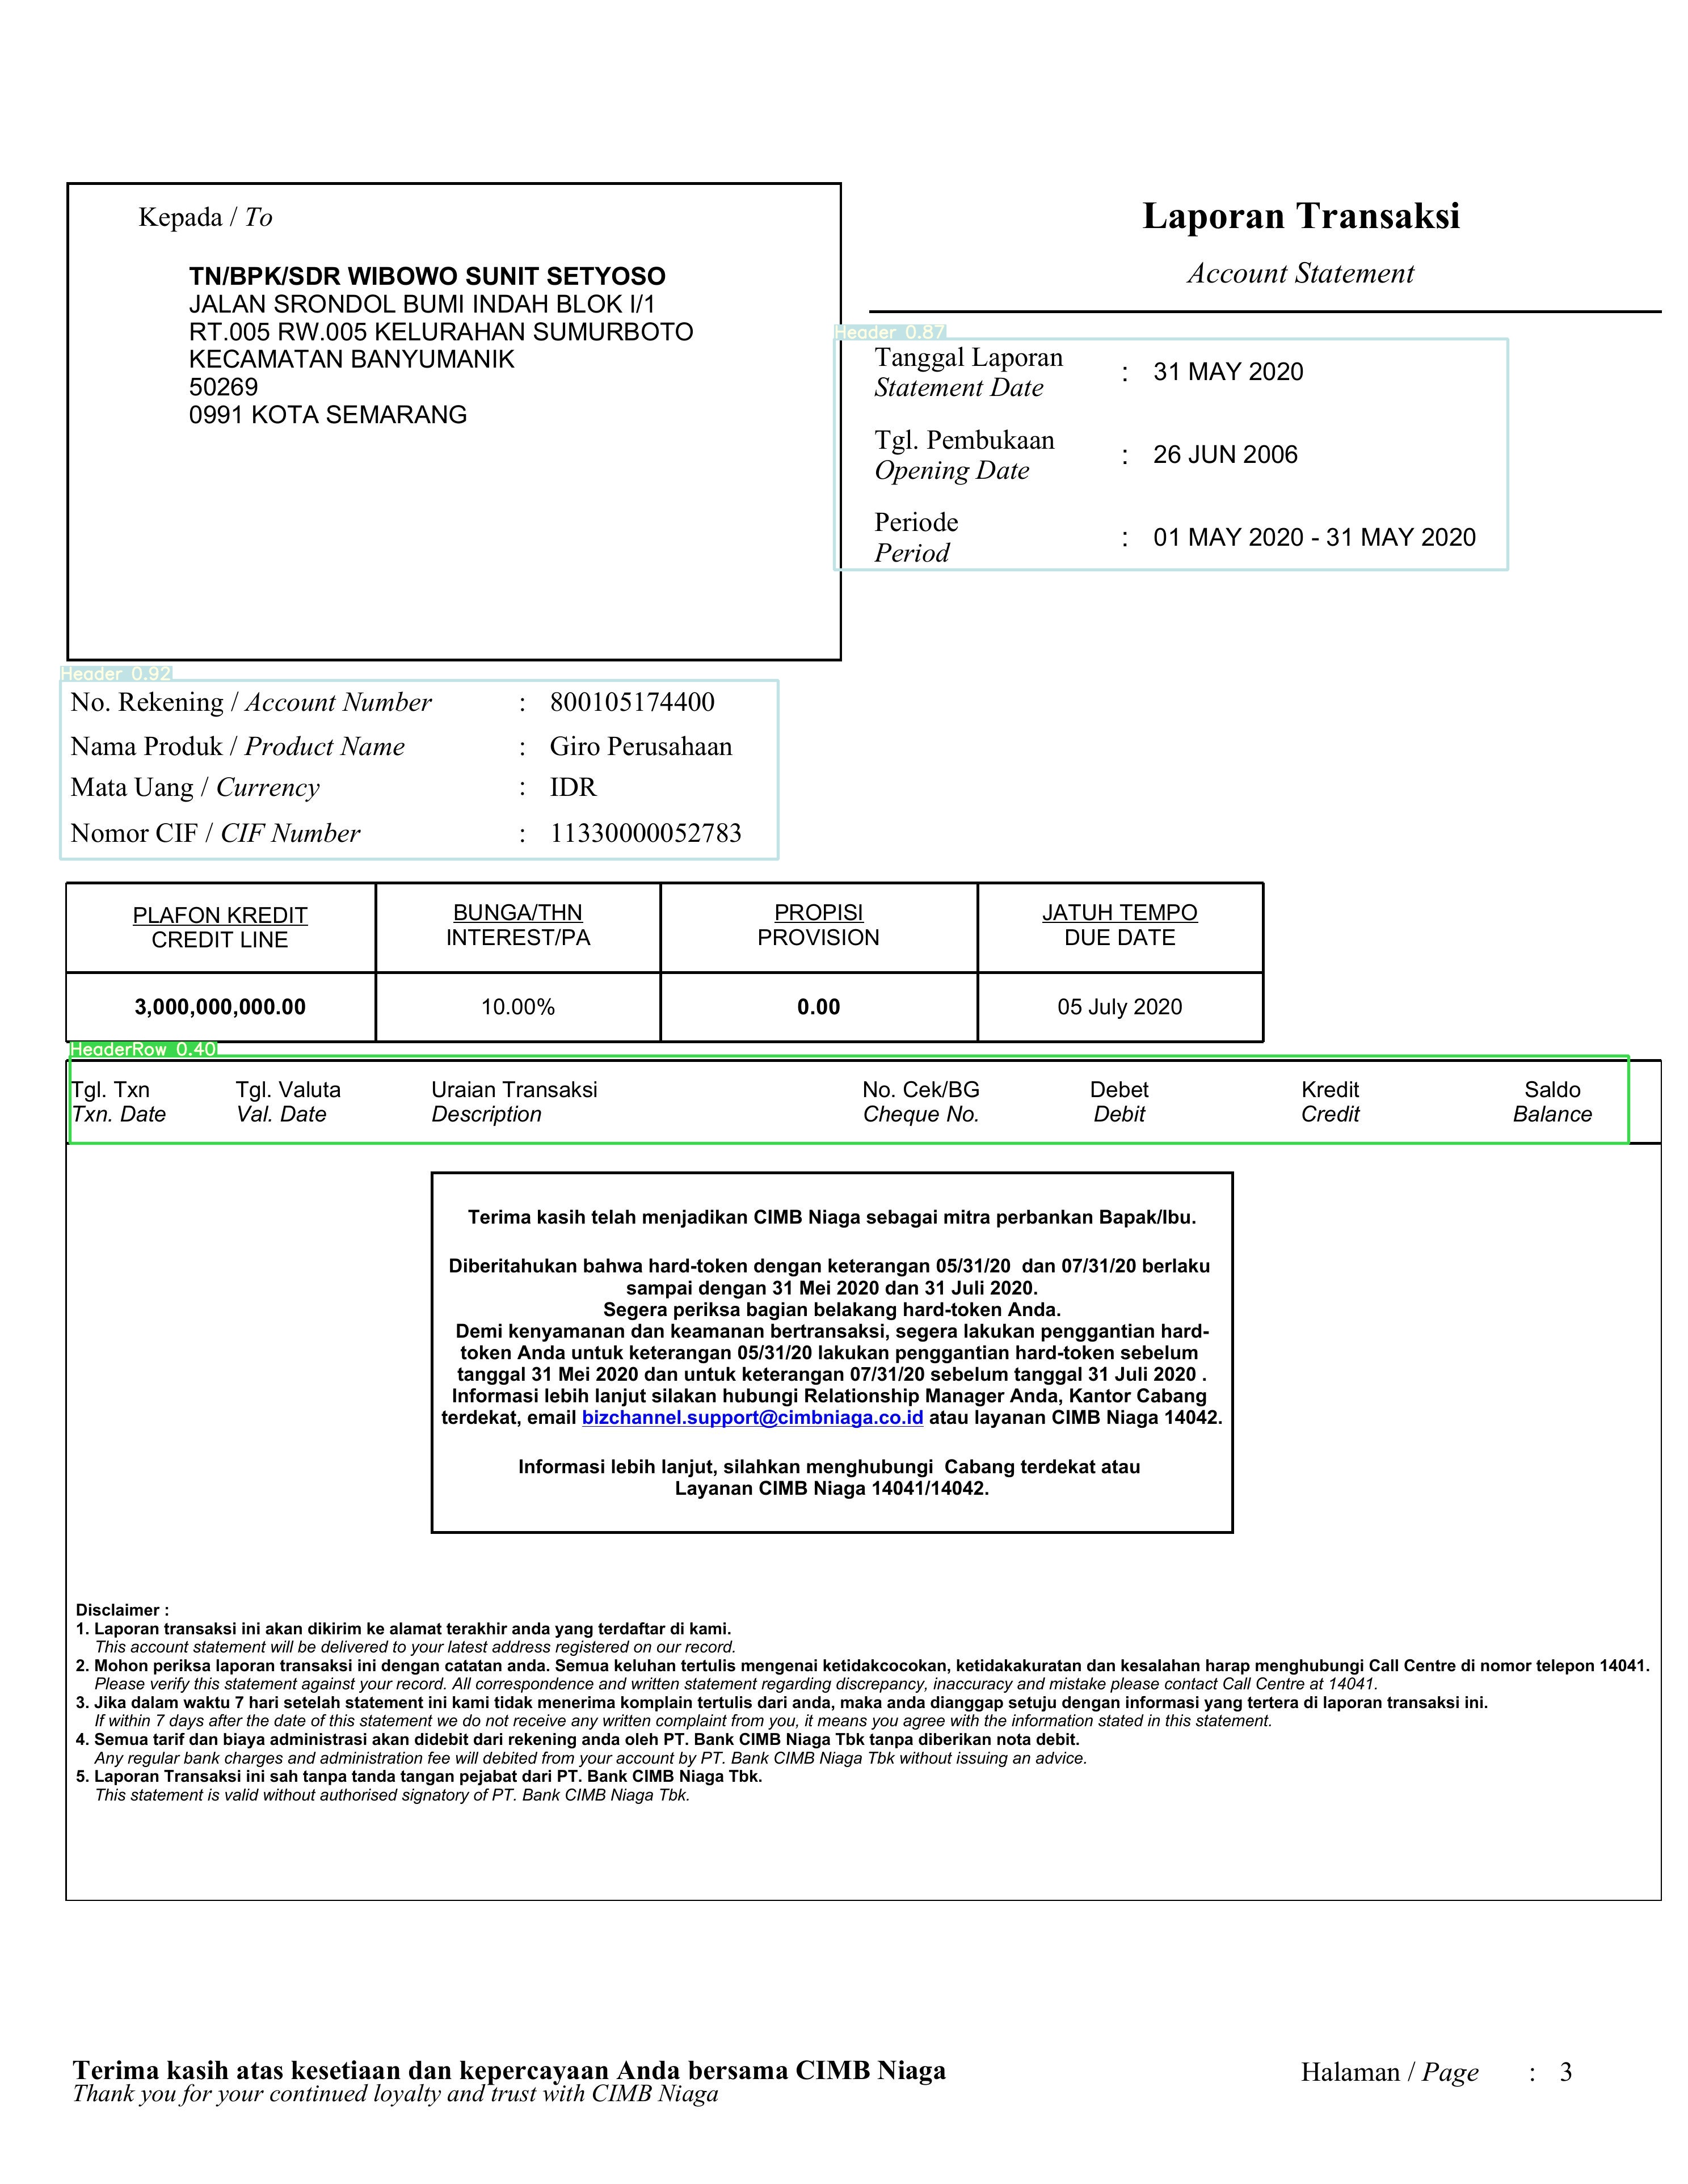 Kepada / To
TN/BPK/SDR WIBOWO SUNIT SETYOSO
JALAN SRONDOL BUMI INDAH BLOK I/1
RT.005 RW.005 KELURAHAN SUMURBOTO
KECAMATAN BANYUMANIK
50269
0991 KOTA SEMARANG
Laporan Transaksi
Account Statement
Header 0.87
Tanggal Laporan
Statement Date : 31 MAY 2020
Tgl. Pembukaan
Opening Date : 26 JUN 2006
Periode
Period : 01 MAY 2020 - 31 MAY 2020
Header 0.92
No. Rekening / Account Number : 800105174400
Nama Produk / Product Name : Giro Perusahaan
Mata Uang / Currency : IDR
Nomor CIF / CIF Number : 11330000052783
PLAFON KREDIT BUNGA/THN PROPISI JATUH TEMPO
CREDIT LINE INTEREST/PA PROVISION DUE DATE
3,000,000,000.00 10.00% 0.00 05 July 2020
HeaderRow 0.40
Tgl. Txn Tgl. Valuta Uraian Transaksi No. Cek/BG Debet Kredit Saldo
Txn. Date Val. Date Description Cheque No. Debit Credit Balance
Terima kasih telah menjadikan CIMB Niaga sebagai mitra perbankan Bapak/Ibu.
Diberitahukan bahwa hard-token dengan keterangan 05/31/20 dan 07/31/20 berlaku
sampai dengan 31 Mei 2020 dan 31 Juli 2020.
Segera periksa bagian belakang hard-token Anda.
Demi kenyamanan dan keamanan bertransaksi, segera lakukan penggantian hard-
token Anda untuk keterangan 05/31/20 lakukan penggantian hard-token sebelum
tanggal 31 Mei 2020 dan untuk keterangan 07/31/20 sebelum tanggal 31 Juli 2020 .
Informasi lebih lanjut silakan hubungi Relationship Manager Anda, Kantor Cabang
terdekat, email bizchannel.support@cimbniaga.co.id atau layanan CIMB Niaga 14042.
Informasi lebih lanjut, silahkan menghubungi Cabang terdekat atau
Layanan CIMB Niaga 14041/14042.
Disclaimer :
1. Laporan transaksi ini akan dikirim ke alamat terakhir anda yang terdaftar di kami.
This account statement will be delivered to your latest address registered on our record.
2. Mohon periksa laporan transaksi ini dengan catatan anda. Semua keluhan tertulis mengenai ketidakcocokan, ketidakakuratan dan kesalahan harap menghubungi Call Centre di nomor telepon 14041.
Please verify this statement against your record. All correspondence and written statement regarding discrepancy, inaccuracy and mistake please contact Call Centre at 14041.
3. Jika dalam waktu 7 hari setelah statement ini kami tidak menerima komplain tertulis dari anda, maka anda dianggap setuju dengan informasi yang tertera di laporan transaksi ini.
If within 7 days after the date of this statement we do not receive any written complaint from you, it means you agree with the information stated in this statement.
4. Semua tarif dan biaya administrasi akan didebit dari rekening anda oleh PT. Bank CIMB Niaga Tbk tanpa diberikan nota debit.
Any regular bank charges and administration fee will debited from your account by PT. Bank CIMB Niaga Tbk without issuing an advice.
5. Laporan Transaksi ini sah tanpa tanda tangan pejabat dari PT. Bank CIMB Niaga Tbk.
This statement is valid without authorised signatory of PT. Bank CIMB Niaga Tbk.
Terima kasih atas kesetiaan dan kepercayaan Anda bersama CIMB Niaga
Thank you for your continued loyalty and trust with CIMB Niaga
Halaman / Page : 3